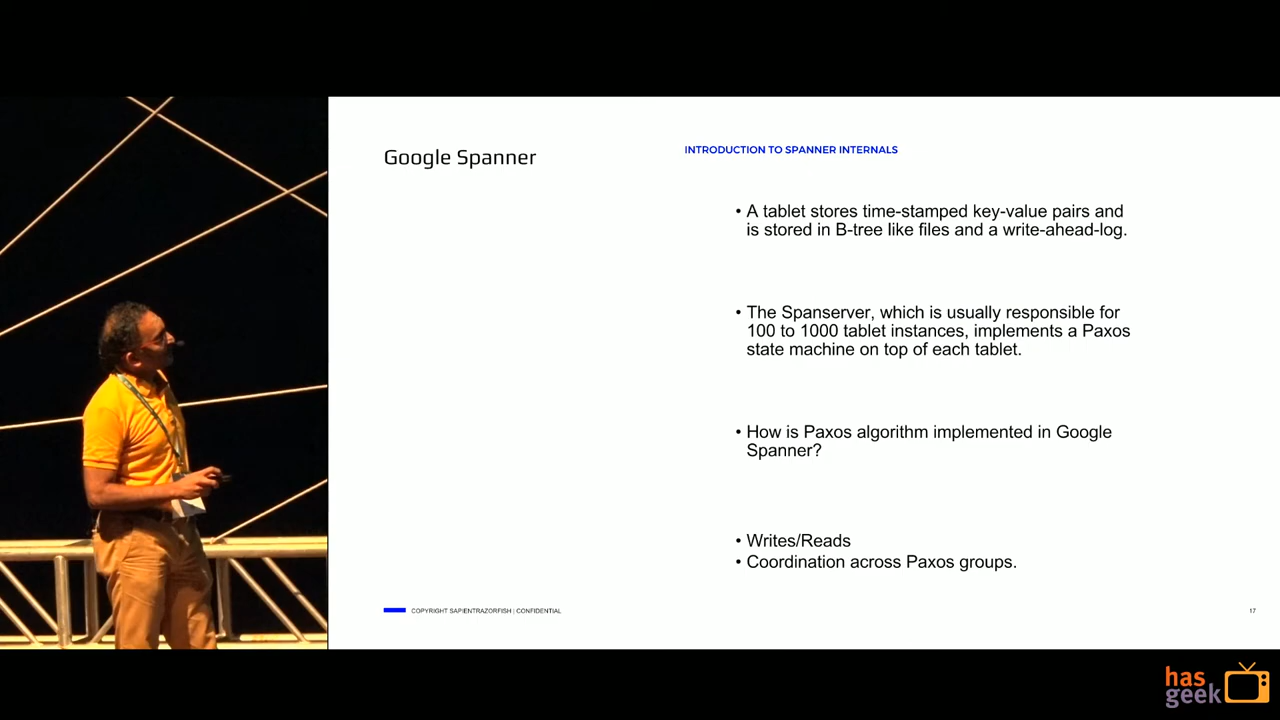 Google Spanner
INTRODUCTION TO SPANNER INTERNALS
• A tablet stores time-stamped key-value pairs and
is stored in B-tree like files and a write-ahead-log.
• The Spanserver, which is usually responsible for
100 to 1000 tablet instances, implements a Paxos
state machine on top of each tablet.
• How is Paxos algorithm implemented in Google
Spanner?
• Writes/Reads
• Coordination across Paxos groups.
COPYRIGHT SAPIENTRAZORFISH | CONFIDENTIAL
17
has
geek